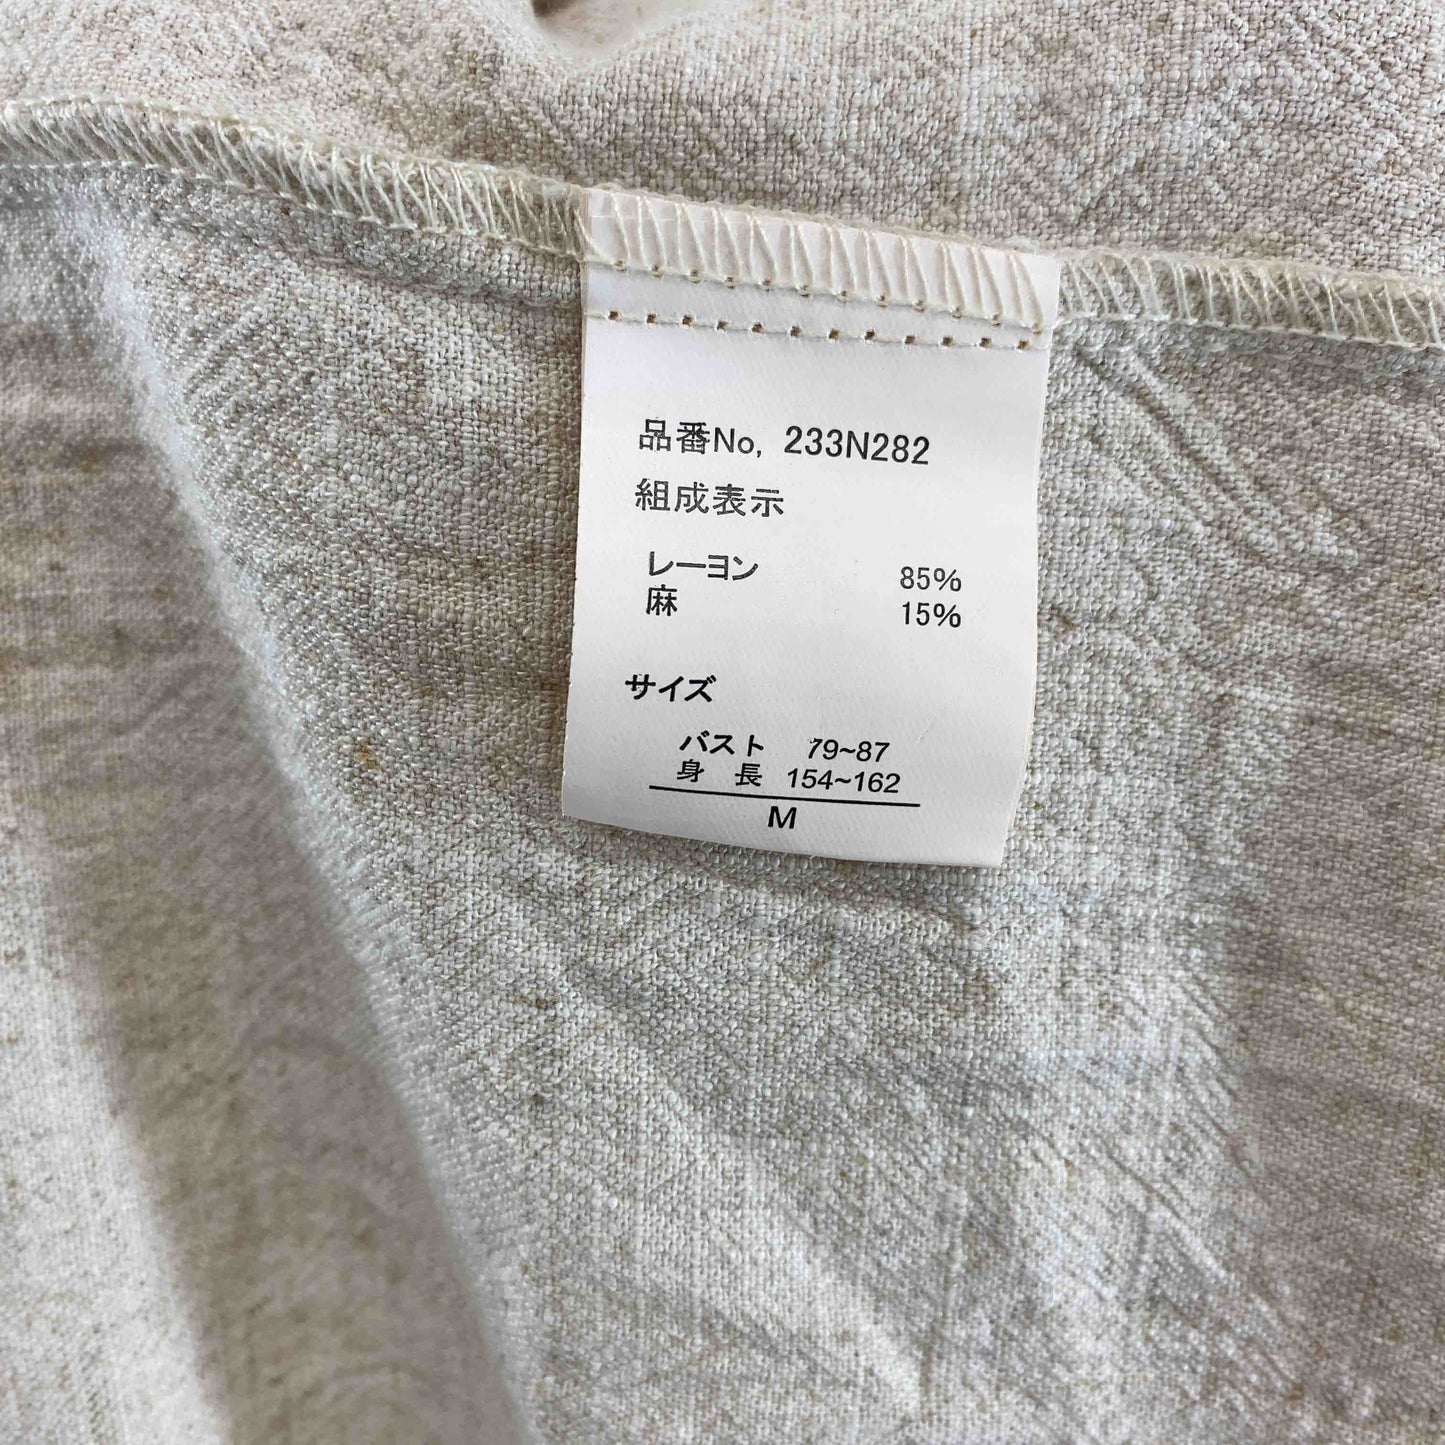 品番No, 233N282
組成表示
レーヨン 85%
麻 15%
サイズ
バスト 79~87
身 長 154~162
M